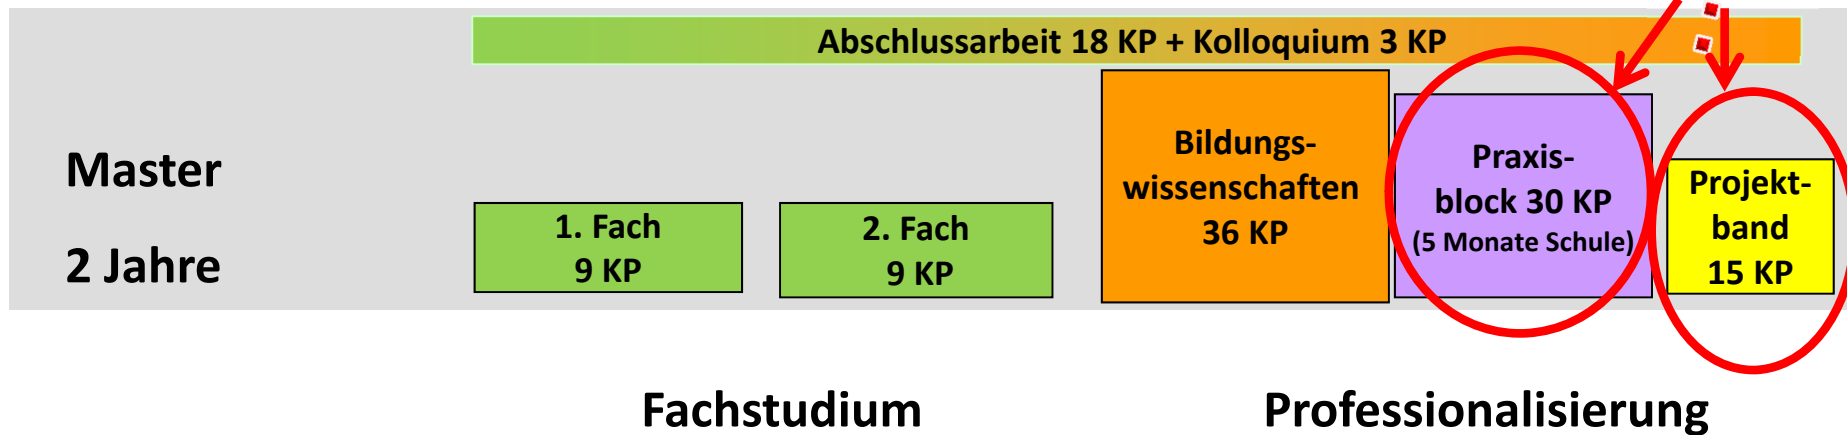 Abschlussarbeit 18 KP + Kolloquium 3 KP
Master
2 Jahre
1. Fach
9 KP
2. Fach
9 KP
Bildungs-
wissenschaften
36 KP
Praxis-
block 30 KP
(5 Monate Schule)
Projekt-
band
15 KP
Fachstudium
Professionalisierung